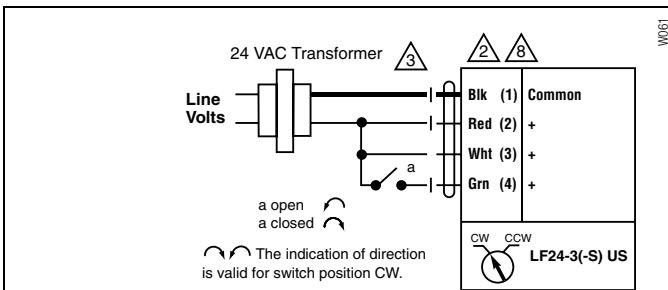 W061
24 VAC Transformer
3
2
8
Line
Volts
Blk (1) Common
Red (2) +
Wht (3) +
a
Grn (4) +
a open
a closed
The indication of direction
is valid for switch position CW.
CW CCW
LF24-3(-S) US